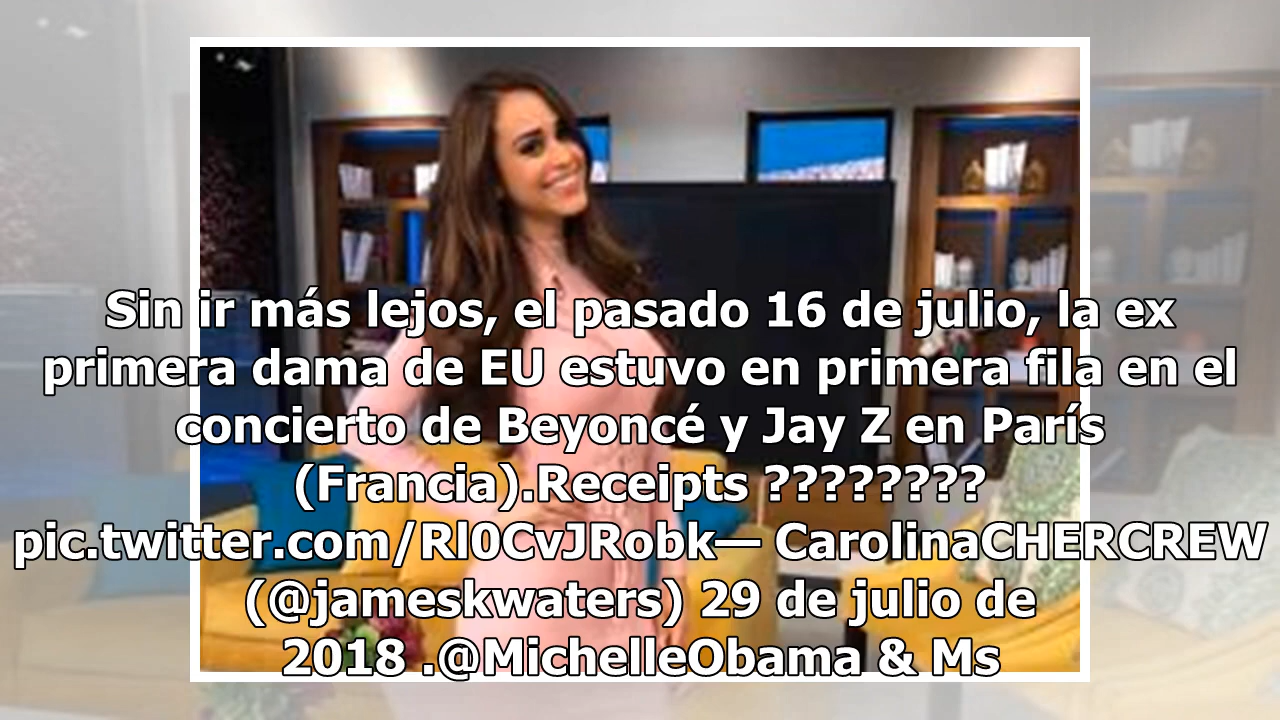 Sin ir más lejos, el pasado 16 de julio, la ex
primera dama de EU estuvo en primera fila en el
concierto de Beyoncé y Jay Z en París
(Francia).Receipts ????????
pic.twitter.com/Rl0CvJRobk— CarolinaCHERCREW
(@jameskwaters) 29 de julio de
2018 .@MichelleObama & Ms